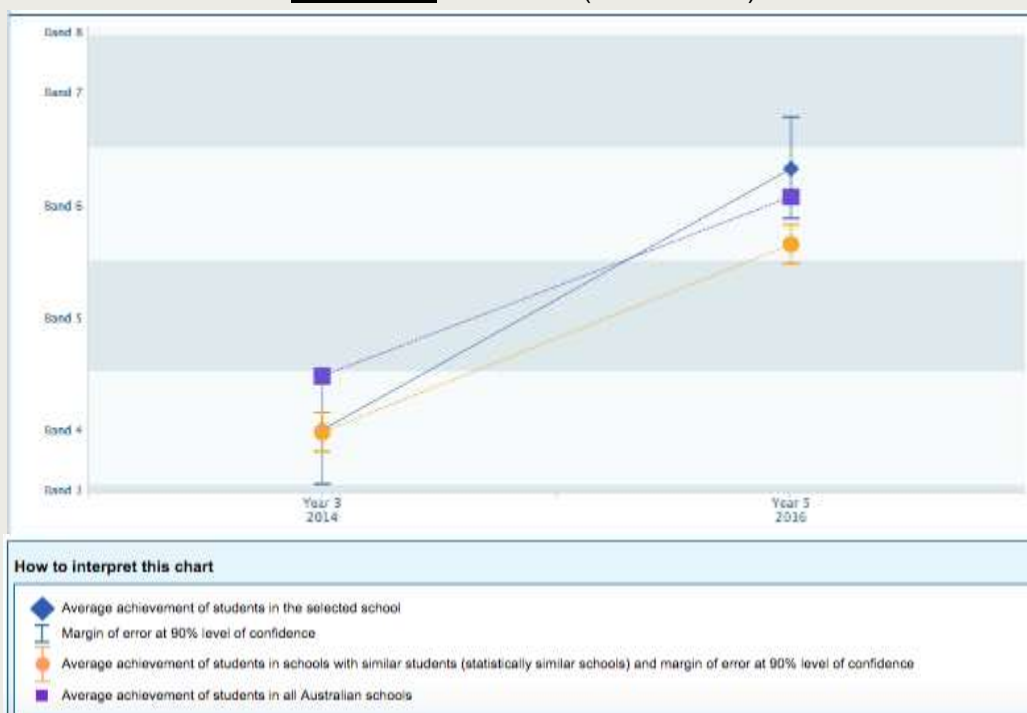 Band 8
Band 7
Band 6
Band 5
Band 4
Band 3
Year 3
2014
Year 5
2016
How to interpret this chart
Average achievement of students in the selected school
Margin of error at 90% level of confidence
Average achievement of students in schools with similar students (statistically similar schools) and margin of error at 90% level of confidence
Average achievement of students in all Australian schools